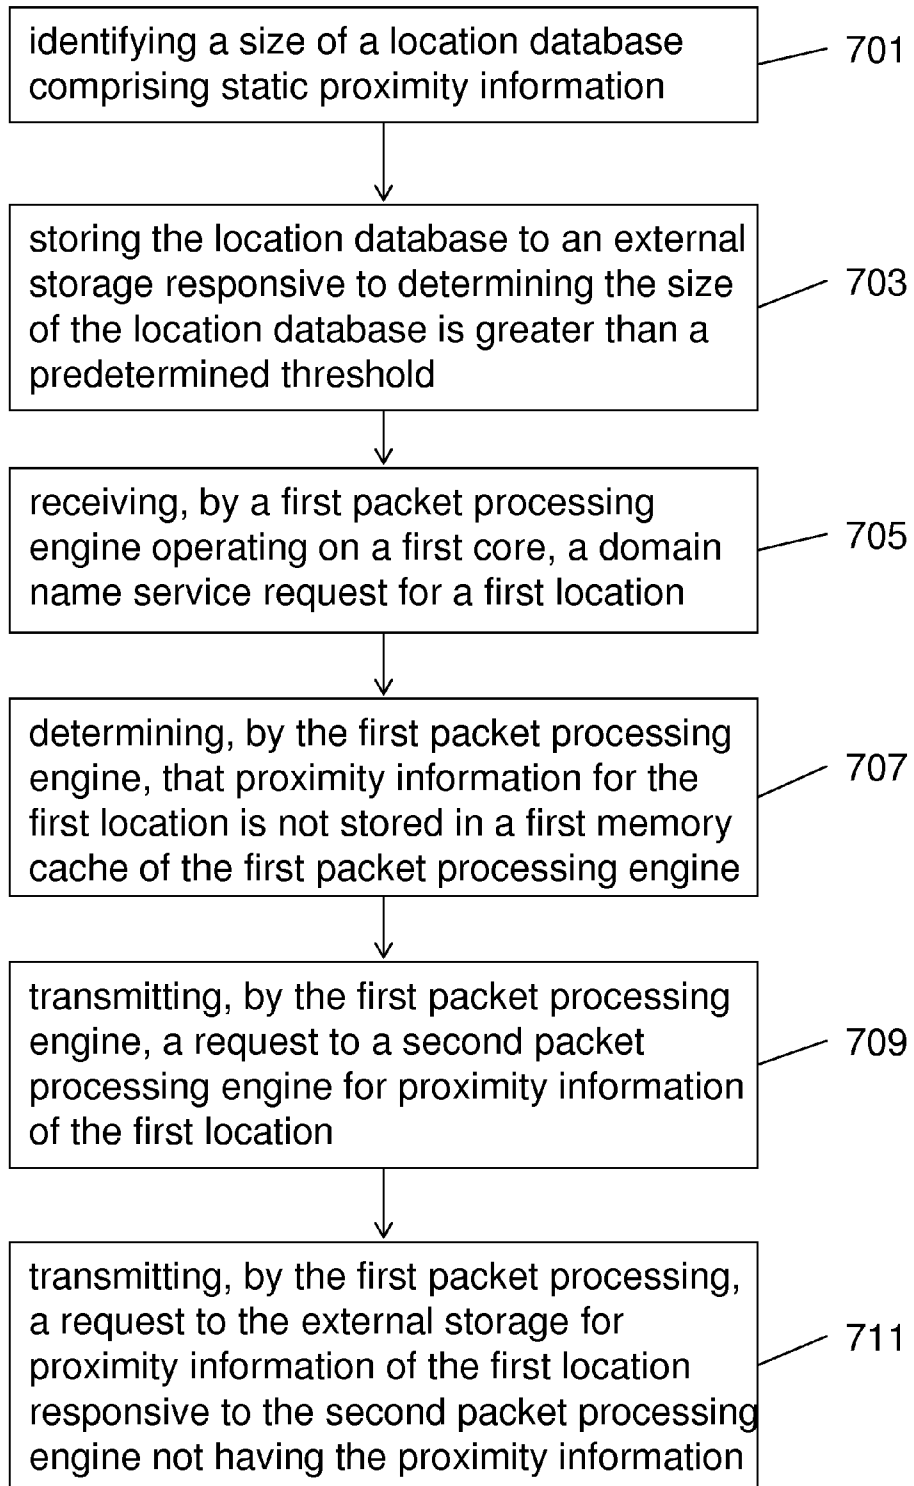 identifying a size of a location database
comprising static proximity information
701
storing the location database to an external
storage responsive to determining the size
of the location database is greater than a
predetermined threshold
703
receiving, by a first packet processing
engine operating on a first core, a domain
name service request for a first location
705
determining, by the first packet processing
engine, that proximity information for the
first location is not stored in a first memory
cache of the first packet processing engine
707
transmitting, by the first packet processing
engine, a request to a second packet
processing engine for proximity information
of the first location
709
transmitting, by the first packet processing,
a request to the external storage for
proximity information of the first location
responsive to the second packet processing
engine not having the proximity information
711